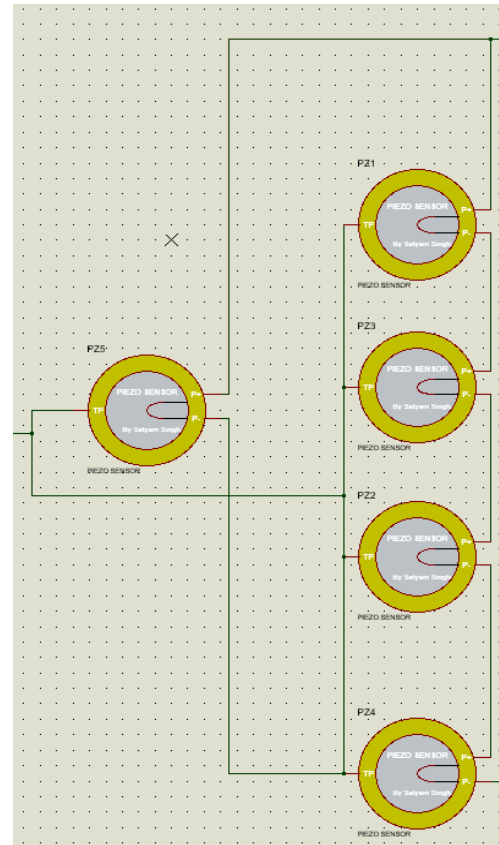 PZ1
PIEZO SENSOR
P+
TP
P-
By Satyam Singh
PIEZO SENSOR
PZ3
PIEZO SENSOR
P+
TP
P-
By Satyam Singh
PIEZO SENSOR
PZ5
PIEZO SENSOR
P+
TP
P-
By Satyam Singh
PIEZO SENSOR
PZ2
PIEZO SENSOR
P+
TP
P-
By Satyam Singh
PIEZO SENSOR
PZ4
PIEZO SENSOR
P+
TP
P-
By Satyam Singh
PIEZO SENSOR